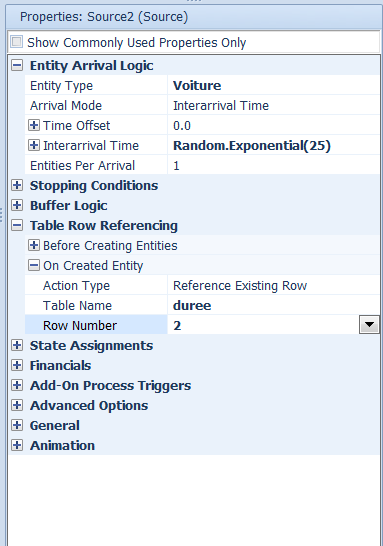 Properties: Source2 (Source)
Show Commonly Used Properties Only
Entity Arrival Logic
Entity Type Voiture
Arrival Mode Interarrival Time
Time Offset 0.0
Interarrival Time Random.Exponential(25)
Entities Per Arrival 1
Stopping Conditions
Buffer Logic
Table Row Referencing
Before Creating Entities
On Created Entity
Action Type Reference Existing Row
Table Name duree
Row Number 2
State Assignments
Financials
Add-On Process Triggers
Advanced Options
General
Animation